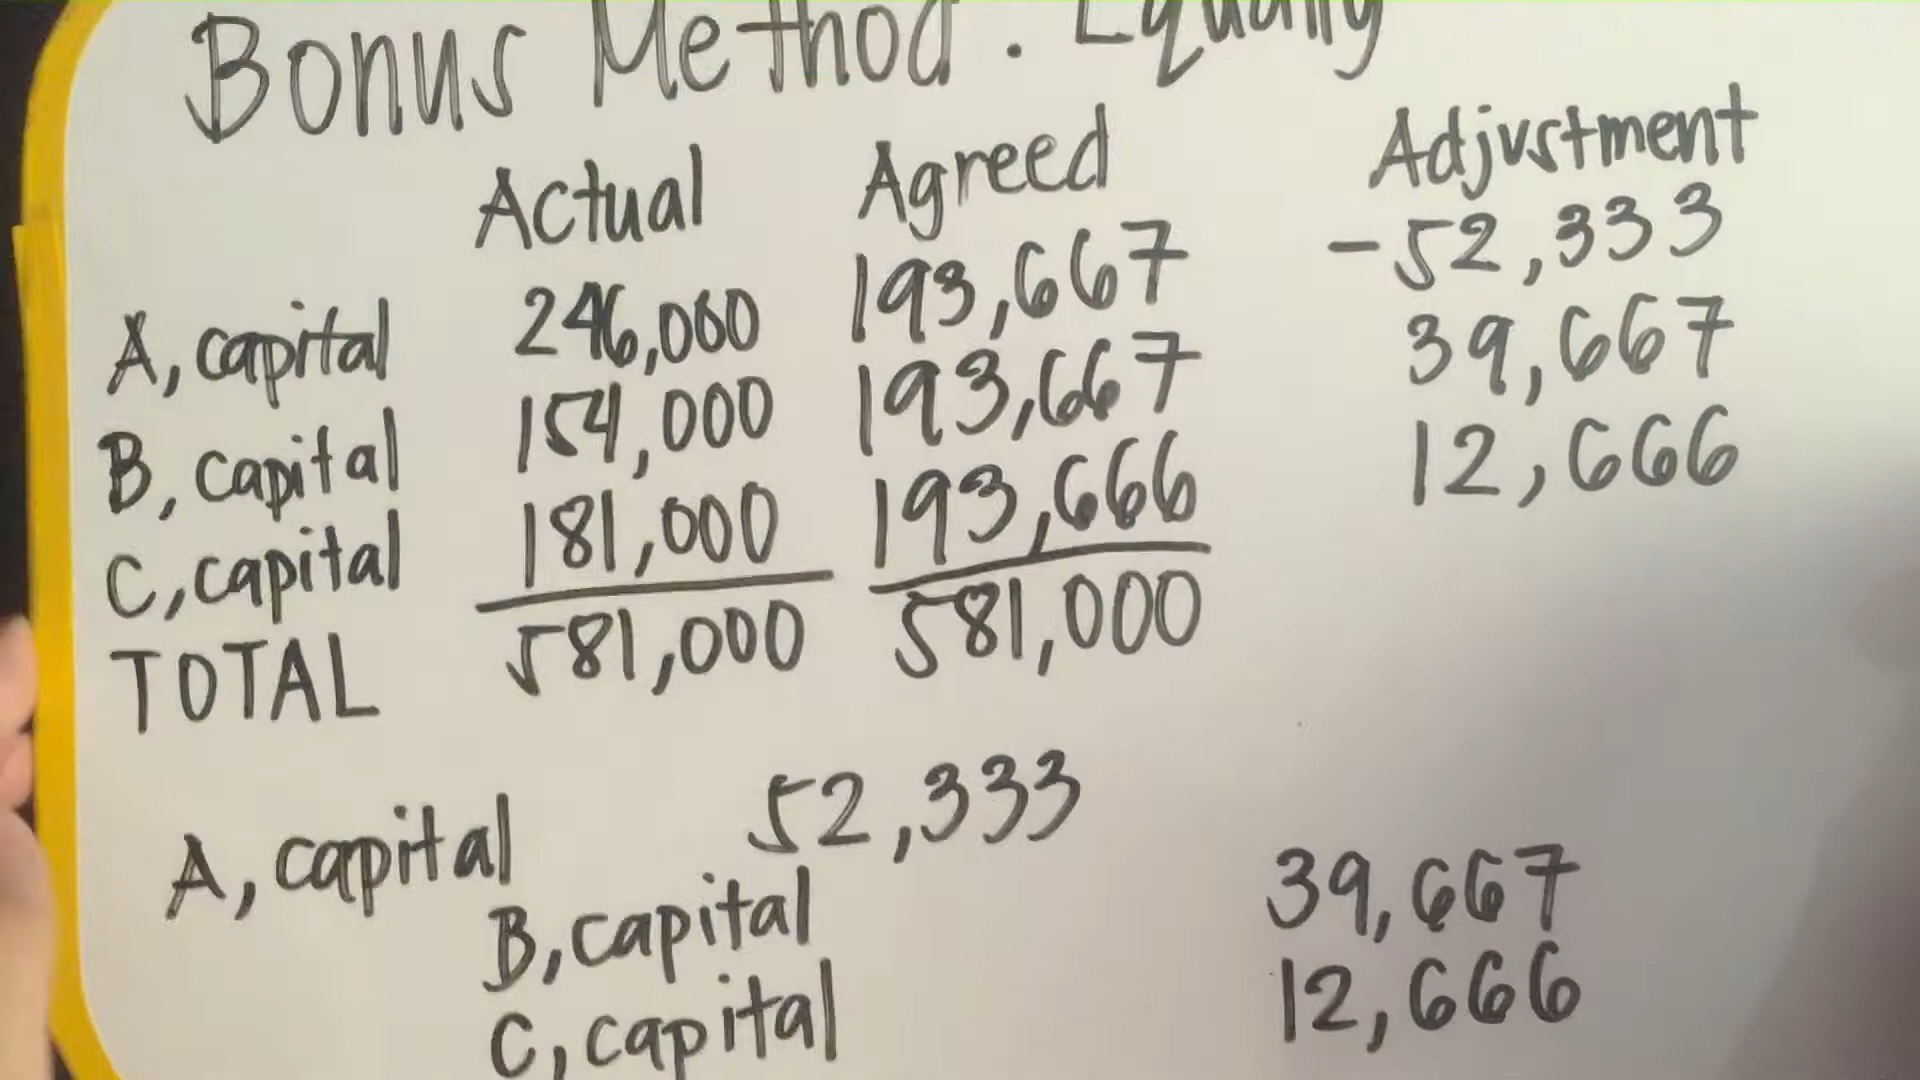 Bonus Method. Equally
Actual Agreed Adjustment
A, capital 246,000 193,667 -52,333
B, capital 154,000 193,667 39,667
C, capital 181,000 193,666 12,666
TOTAL 581,000 581,000
A, capital 52,333
B, capital 39,667
C, capital 12,666